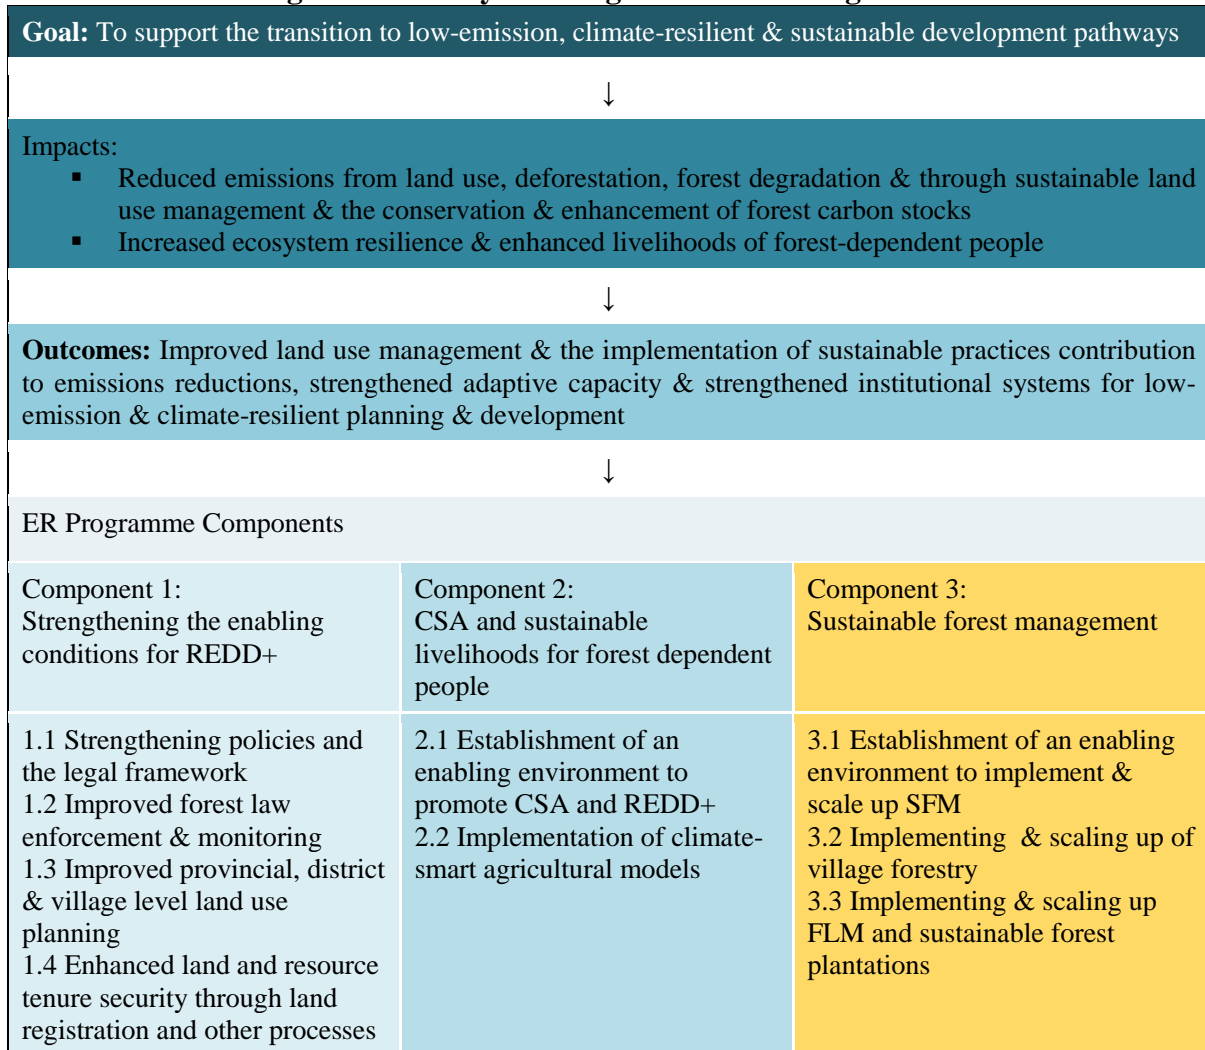 Goal: To support the transition to low-emission, climate-resilient & sustainable development pathways
↓
Impacts:
▪ Reduced emissions from land use, deforestation, forest degradation & through sustainable land
use management & the conservation & enhancement of forest carbon stocks
▪ Increased ecosystem resilience & enhanced livelihoods of forest-dependent people
↓
Outcomes: Improved land use management & the implementation of sustainable practices contribution
to emissions reductions, strengthened adaptive capacity & strengthened institutional systems for low-
emission & climate-resilient planning & development
↓
ER Programme Components
Component 1:
Strengthening the enabling
conditions for REDD+
Component 2:
CSA and sustainable
livelihoods for forest dependent
people
Component 3:
Sustainable forest management
1.1 Strengthening policies and
the legal framework
1.2 Improved forest law
enforcement & monitoring
1.3 Improved provincial, district
& village level land use
planning
1.4 Enhanced land and resource
tenure security through land
registration and other processes
2.1 Establishment of an
enabling environment to
promote CSA and REDD+
2.2 Implementation of climate-
smart agricultural models
3.1 Establishment of an enabling
environment to implement &
scale up SFM
3.2 Implementing & scaling up of
village forestry
3.3 Implementing & scaling up
FLM and sustainable forest
plantations